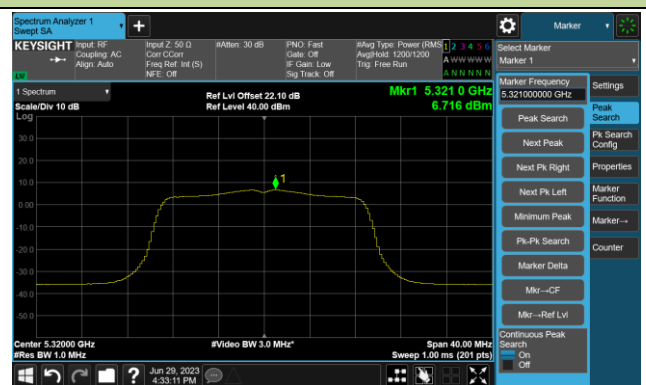 Spectrum Analyzer 1
Swept SA
+
Marker
KEYSIGHT
Input: RF
Coupling: AC
Align: Auto
Input Z: 50 Ω
Corr CCorr
Freq Ref: Int (S)
NFE: Off
#Atten: 30 dB
PNO: Fast
Gate: Off
IF Gain: Low
Sig Track: Off
#Avg Type: Power (RMS
Avg|Hold: 1200/1200
Trig: Free Run
1 2 3 4 5 6
A W W W W W
A N N N N N
LV
Select Marker
Marker 1
1 Spectrum
Scale/Div 10 dB
Log
Ref Lvl Offset 22.10 dB
Ref Level 40.00 dBm
Mkr1 5.321 0 GHz
6.716 dBm
30.0
20.0
10.0
0.00
-10.0
-20.0
-30.0
-40.0
-50.0
1
Center 5.32000 GHz
#Res BW 1.0 MHz
#Video BW 3.0 MHz*
Span 40.00 MHz
Sweep 1.00 ms (201 pts)
Marker Frequency
5.321000000 GHz
Peak Search
Next Peak
Next Pk Right
Next Pk Left
Minimum Peak
Pk-Pk Search
Marker Delta
Mkr→CF
Mkr→Ref Lvl
Continuous Peak
Search
On
Off
Settings
Peak
Search
Pk Search
Config
Properties
Marker
Function
Marker→
Counter
?
Jun 29, 2023
4:33:11 PM